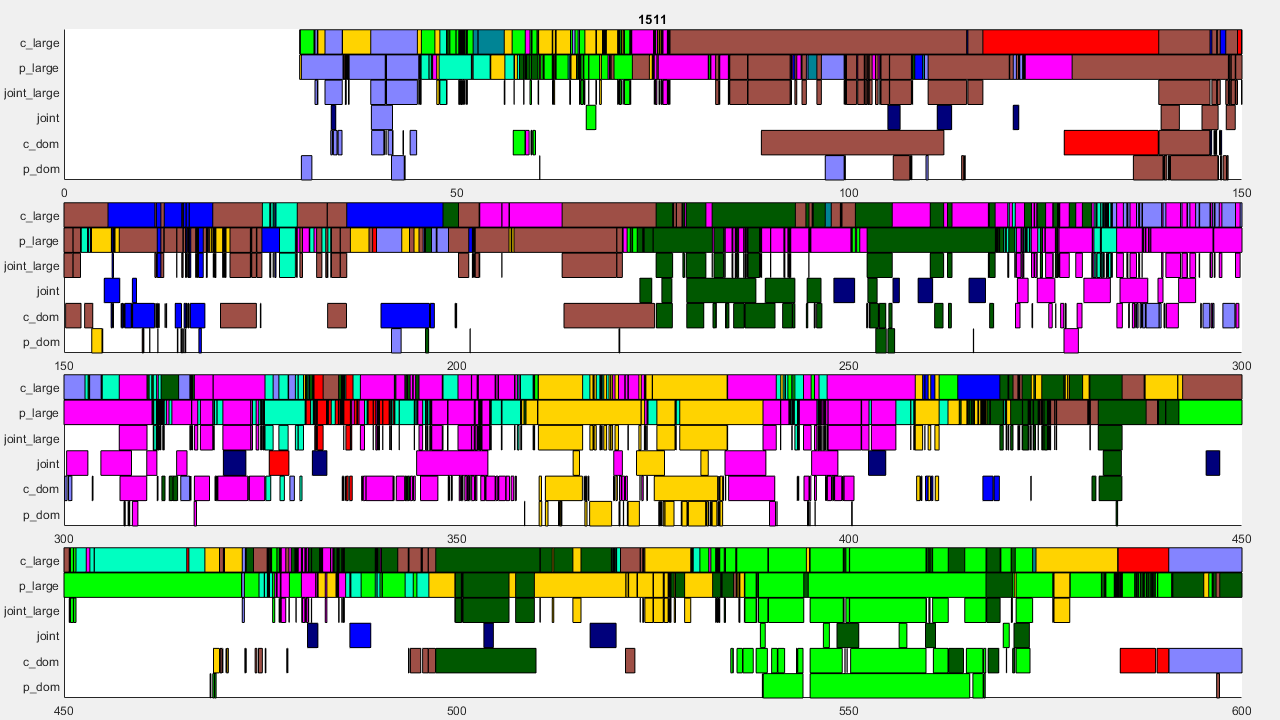 1511
c_large
p_large
joint_large
joint
c_dom
p_dom
0 50 100 150
c_large
p_large
joint_large
joint
c_dom
p_dom
150 200 250 300
c_large
p_large
joint_large
joint
c_dom
p_dom
300 350 400 450
c_large
p_large
joint_large
joint
c_dom
p_dom
450 500 550 600